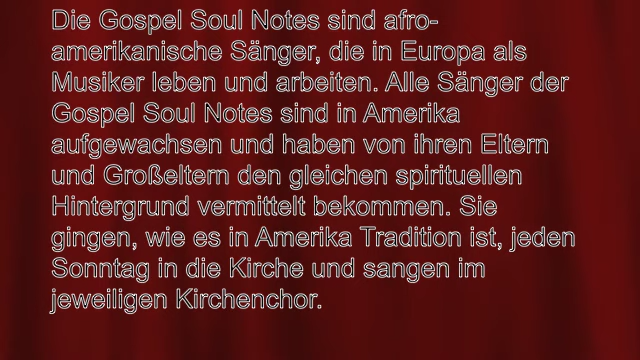 Die Gospel Soul Notes sind afro-
amerikanische Sänger, die in Europa als
Musiker leben und arbeiten. Alle Sänger der
Gospel Soul Notes sind in Amerika
aufgewachsen und haben von ihren Eltern
und Großeltern den gleichen spirituellen
Hintergrund vermittelt bekommen. Sie
gingen, wie es in Amerika Tradition ist, jeden
Sonntag in die Kirche und sangen im
jeweiligen Kirchenchor.